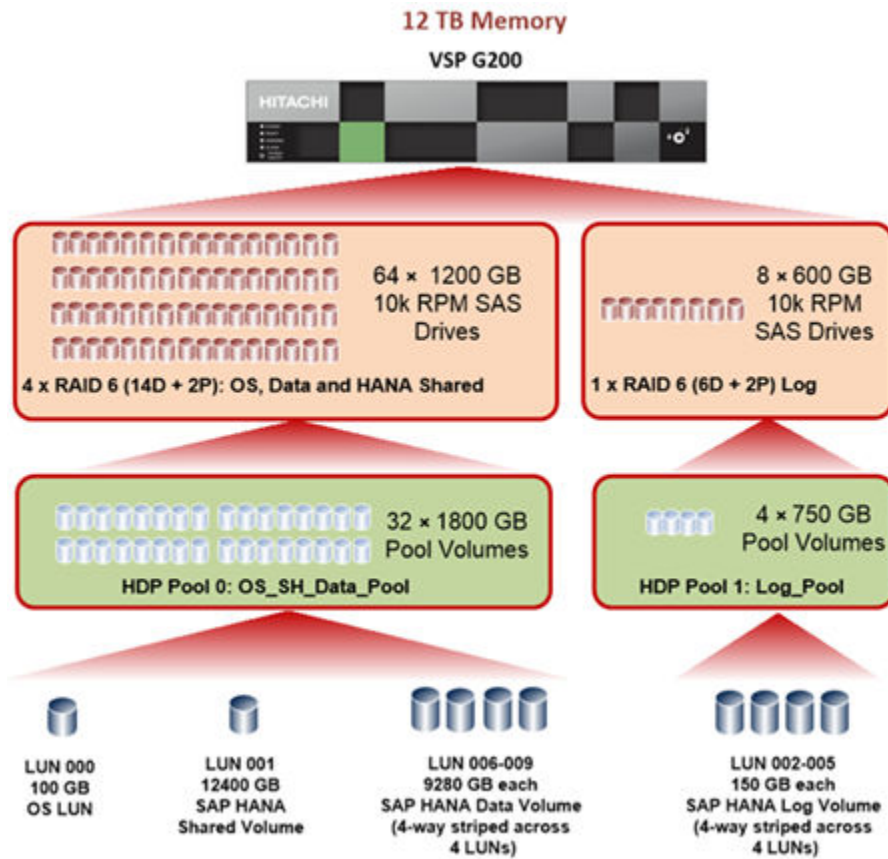 12 TB Memory
VSP G200
HITACHI
64 × 1200 GB
10k RPM SAS
Drives
4 x RAID 6 (14D + 2P): OS, Data and HANA Shared
8 × 600 GB
10k RPM
SAS Drives
1 x RAID 6 (6D + 2P) Log
32 × 1800 GB
Pool Volumes
HDP Pool 0: OS_SH_Data_Pool
4 × 750 GB
Pool Volumes
HDP Pool 1: Log_Pool
LUN 000
100 GB
OS LUN
LUN 001
12400 GB
SAP HANA
Shared Volume
LUN 006-009
9280 GB each
SAP HANA Data Volume
(4-way striped across
4 LUNs)
LUN 002-005
150 GB each
SAP HANA Log Volume
(4-way striped across
4 LUNs)